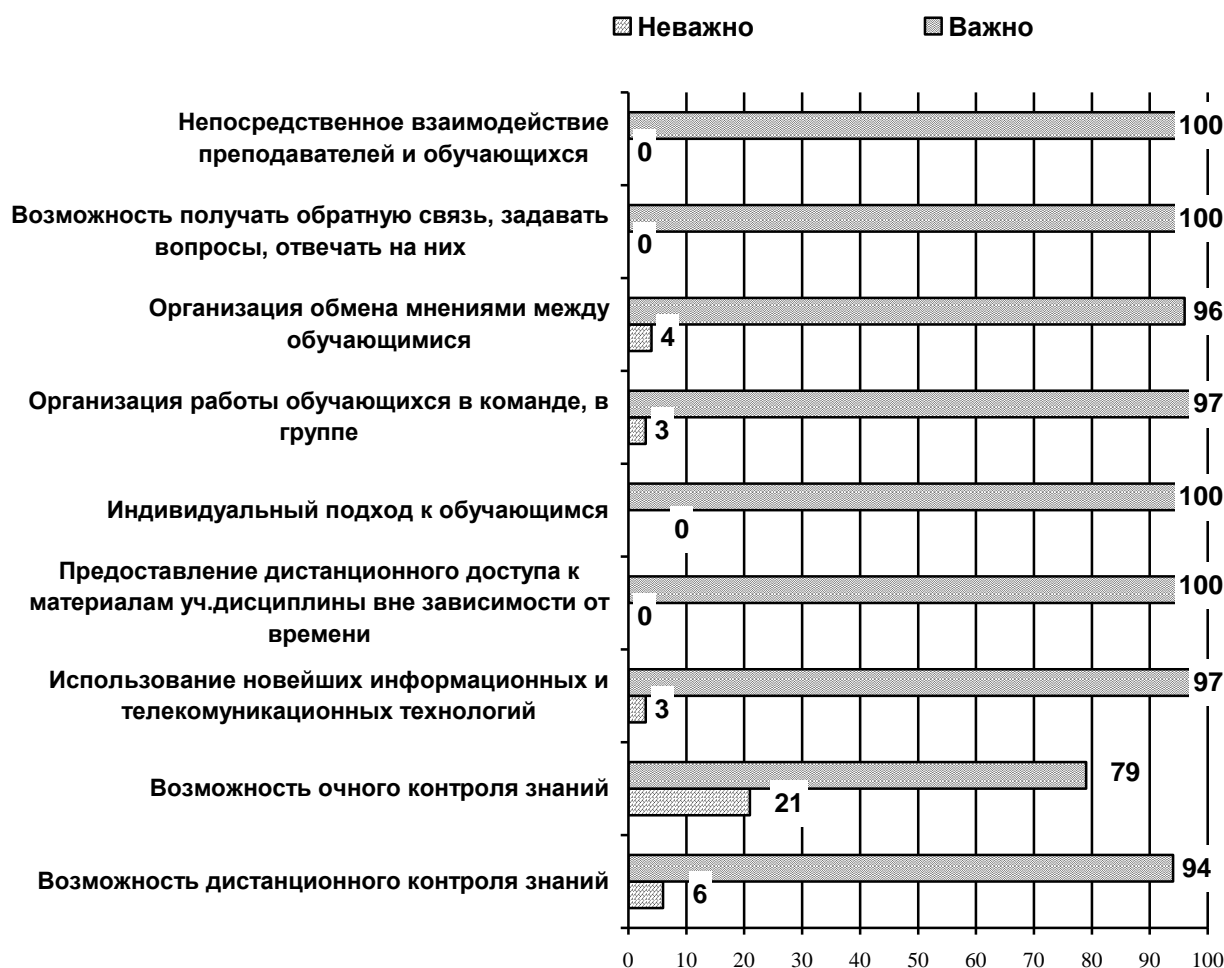 Неважно Важно
Непосредственное взаимодействие
преподавателей и обучающихся
100
0
Возможность получать обратную связь, задавать
вопросы, отвечать на них
100
0
Организация обмена мнениями между
обучающимися
96
4
Организация работы обучающихся в команде, в
группе
97
3
Индивидуальный подход к обучающимся
100
0
Предоставление дистанционного доступа к
материалам уч.дисциплины вне зависимости от
времени
100
0
Использование новейших информационных и
телекомуникационных технологий
97
3
Возможность очного контроля знаний
79
21
Возможность дистанционного контроля знаний
94
6
0 10 20 30 40 50 60 70 80 90 100